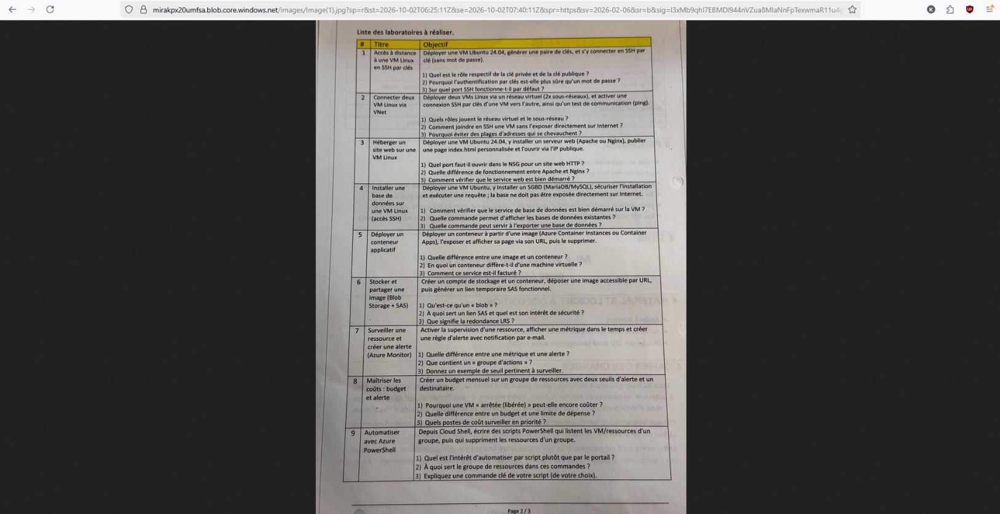 mirakpx20umfsa.blob.core.windows.net/images/Image(1).jpg?sp=r&st=2026-10-02T06:25:11Z&se=2026-10-02T07:40:11Z&spr=https&sv=2026-02-06&sr=b&sig=
Liste des laboratoires à réaliser.
# Titre Objectif
1 Accès à distance à une VM Linux en SSH par clés
Déployer une VM Ubuntu 24.04, générer une paire de clés, et s'y connecter en SSH par
clé (sans mot de passe).
1) Quel est le rôle respectif de la clé privée et de la clé publique ?
2) Pourquoi l'authentification par clés est-elle plus sûre qu'un mot de passe ?
3) Sur quel port SSH fonctionne-t-il par défaut ?
2 Connecter deux VM Linux via VNet
Déployer deux VMs Linux via un réseau virtuel (2x sous-réseaux), et activer une
connexion SSH par clés d'une VM vers l'autre, ainsi qu'un test de communication (ping).
1) Quels rôles jouent le réseau virtuel et le sous-réseau ?
2) Comment joindre en SSH une VM sans l'exposer directement sur Internet ?
3) Pourquoi éviter des plages d'adresses qui se chevauchent ?
3 Héberger un site web sur une VM Linux
Déployer une VM Ubuntu 24.04, y installer un serveur web (Apache ou Nginx), publier
une page index.html personnalisée et l'ouvrir via l'IP publique.
1) Quel port faut-il ouvrir dans le NSG pour un site web HTTP ?
2) Quelle différence de fonctionnement entre Apache et Nginx ?
3) Comment vérifier que le service web est bien démarré ?
4 Installer une base de données sur une VM Linux (accès SSH)
Déployer une VM Ubuntu, y installer un SGBD (MariaDB/MySQL), sécuriser l'installation
et exécuter une requête ; la base ne doit pas être exposée directement sur Internet.
1) Comment vérifier que le service de base de données est bien démarré sur la VM ?
2) Quelle commande permet d'afficher les bases de données existantes ?
3) Quelle commande peut servir à l'exporter une base de données ?
5 Déployer un conteneur applicatif
Déployer un conteneur à partir d'une image (Azure Container Instances ou Container
Apps), l'exposer et afficher sa page via son URL, puis le supprimer.
1) Quelle différence entre une image et un conteneur ?
2) En quoi un conteneur diffère-t-il d'une machine virtuelle ?
3) Comment ce service est-il facturé ?
6 Stocker et partager une image (Blob Storage + SAS)
Créer un compte de stockage et un conteneur, déposer une image accessible par URL,
puis générer un lien temporaire SAS fonctionnel.
1) Qu'est-ce qu'un « blob » ?
2) À quoi sert un lien SAS et quel est son intérêt de sécurité ?
3) Que signifie la redondance LRS ?
7 Surveiller une ressource et créer une alerte (Azure Monitor)
Activer la supervision d'une ressource, afficher une métrique dans le temps et créer
une règle d'alerte avec notification par e-mail.
1) Quelle différence entre une métrique et une alerte ?
2) Que contient un « groupe d'actions » ?
3) Donnez un exemple de seuil pertinent à surveiller.
8 Maîtriser les coûts : budget et alerte
Créer un budget mensuel sur un groupe de ressources avec deux seuils d'alerte et un
destinataire.
1) Pourquoi une VM « arrêtée (libérée) » peut-elle encore coûter ?
2) Quelle différence entre un budget et une limite de dépense ?
3) Quels postes de coût surveiller en priorité ?
9 Automatiser avec Azure PowerShell
Depuis Cloud Shell, écrire des scripts PowerShell qui listent les VM/ressources d'un
groupe, puis qui suppriment les ressources d'un groupe.
1) Quel est l'intérêt d'automatiser par script plutôt que par le portail ?
2) À quoi sert le groupe de ressources dans ces commandes ?
3) Expliquez une commande clé de votre script (de votre choix).
Page 2 / 3